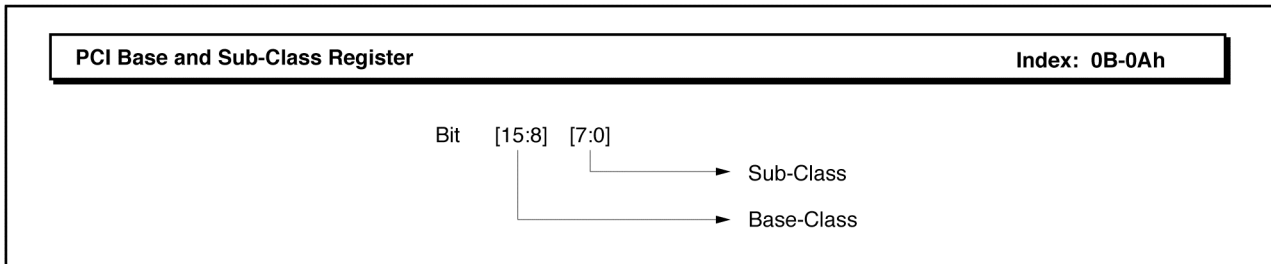 PCI Base and Sub-Class Register Index: 0B-0Ah
Bit [15:8] [7:0]
Sub-Class
Base-Class